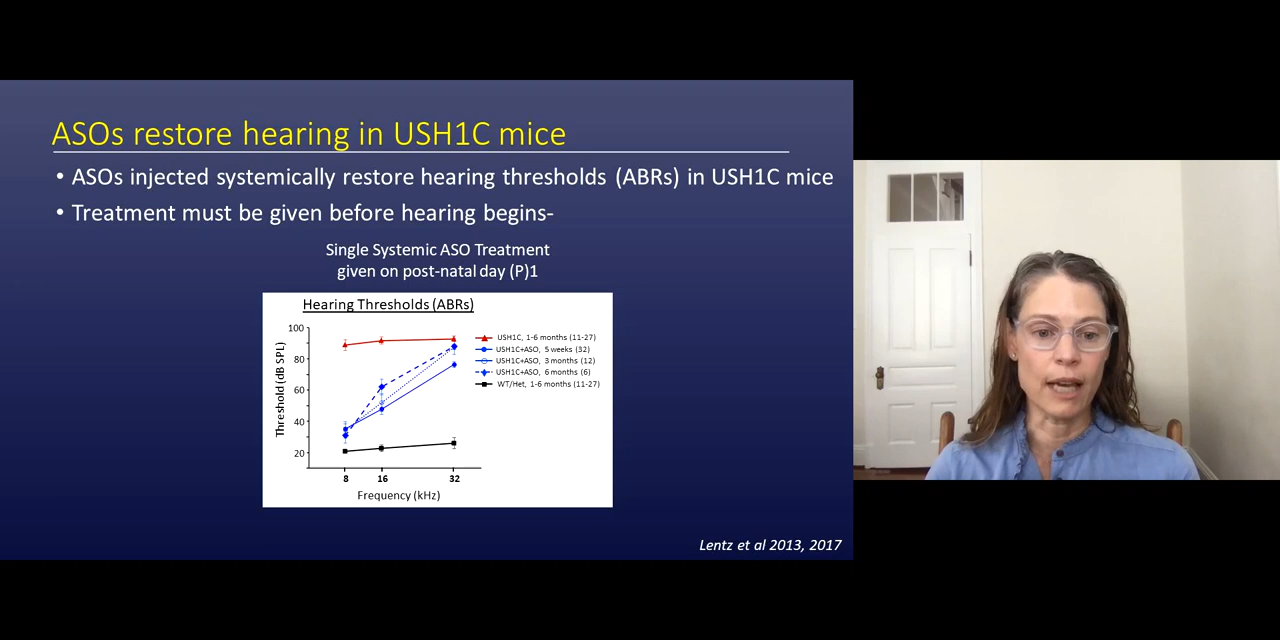 ASOs restore hearing in USH1C mice
• ASOs injected systemically restore hearing thresholds (ABRs) in USH1C mice
• Treatment must be given before hearing begins-
Single Systemic ASO Treatment
given on post-natal day (P)1
Hearing Thresholds (ABRs)
100
80
60
40
20
Threshold (dB SPL)
8 16 32
Frequency (kHz)
USH1C, 1-6 months (11-27)
USH1C+ASO, 5 weeks (32)
USH1C+ASO, 3 months (12)
USH1C+ASO, 6 months (6)
WT/Het, 1-6 months (11-27)
Lentz et al 2013, 2017